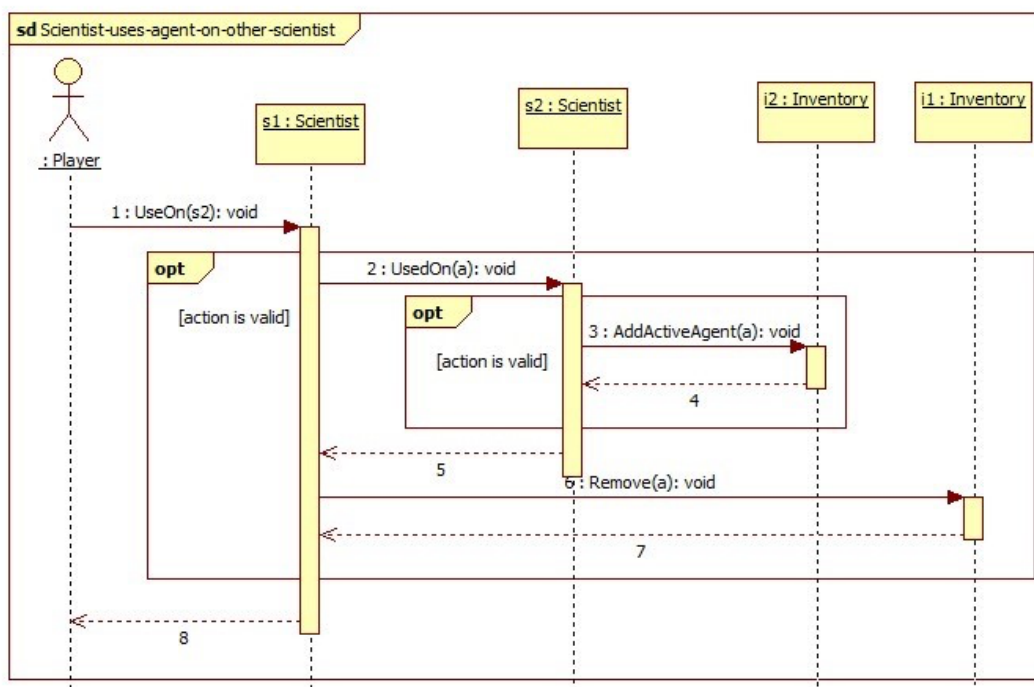 sd Scientist-uses-agent-on-other-scientist
: Player
s1 : Scientist
s2 : Scientist
i2 : Inventory
i1 : Inventory
1 : UseOn(s2): void
opt
[action is valid]
2 : UsedOn(a): void
opt
[action is valid]
3 : AddActiveAgent(a): void
4
5
6 : Remove(a): void
7
8